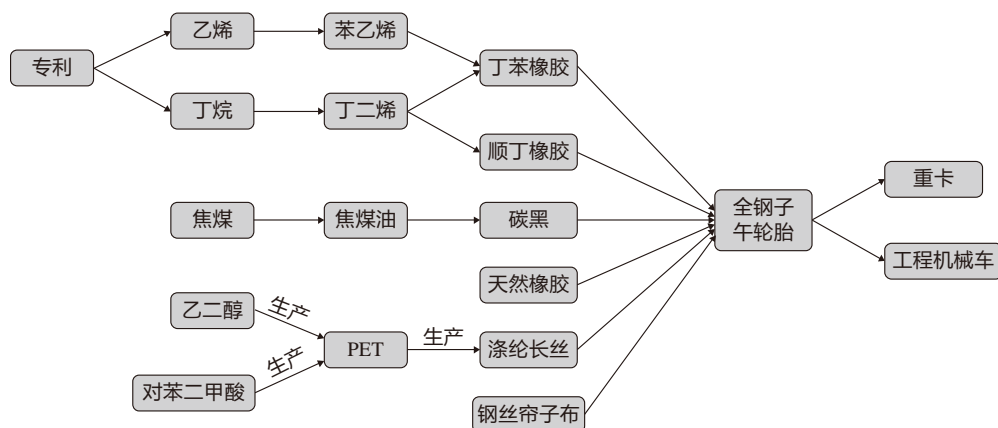 专利
乙烯
苯乙烯
丁苯橡胶
丁烷
丁二烯
顺丁橡胶
焦煤
焦煤油
碳黑
天然橡胶
乙二醇
生产
对苯二甲酸
生产
PET
生产
涤纶长丝
钢丝帘子布
全钢子
午轮胎
重卡
工程机械车